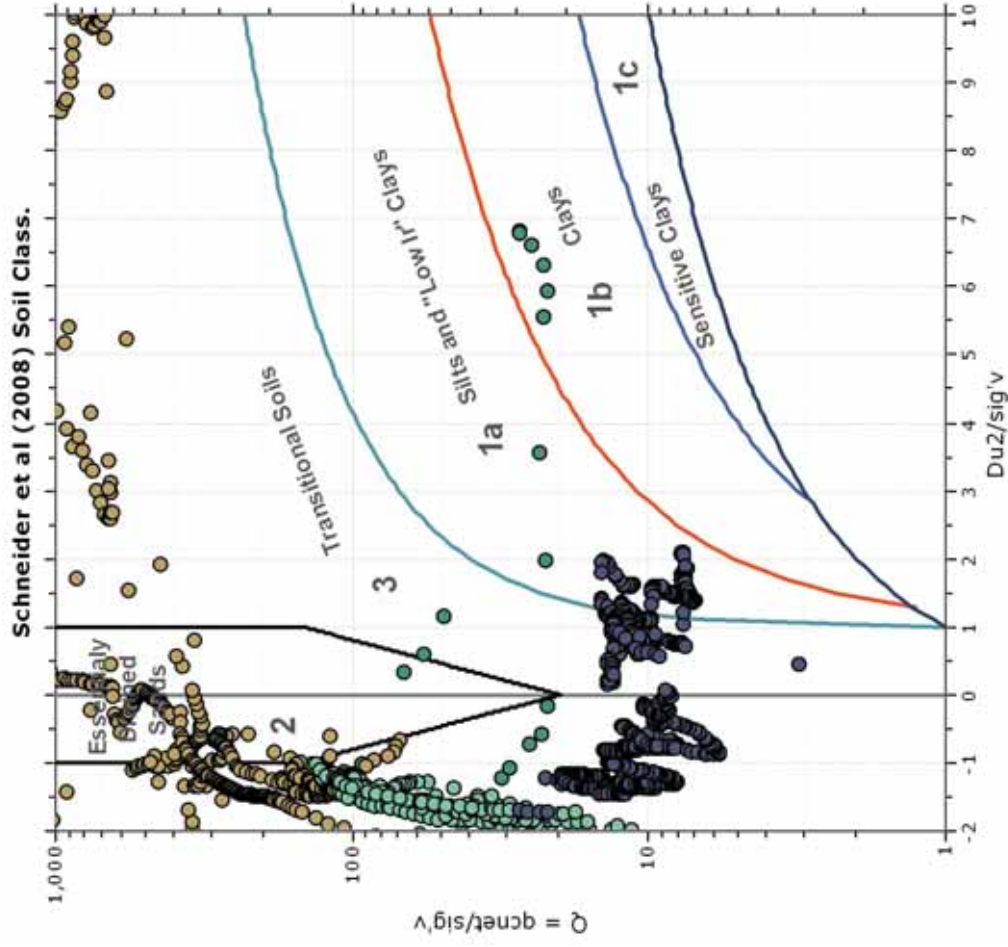 Schneider et al (2008) Soil Class.
1,000
100
10
1
Q = qcnet/sig'v
-2
-1
0
1
2
3
4
5
6
7
8
9
10
Du2/sig'v
Sands
2
3
Transitional Soils
1a
Silts and "Low Ir" Clays
1b
Clays
Sensitive Clays
1c